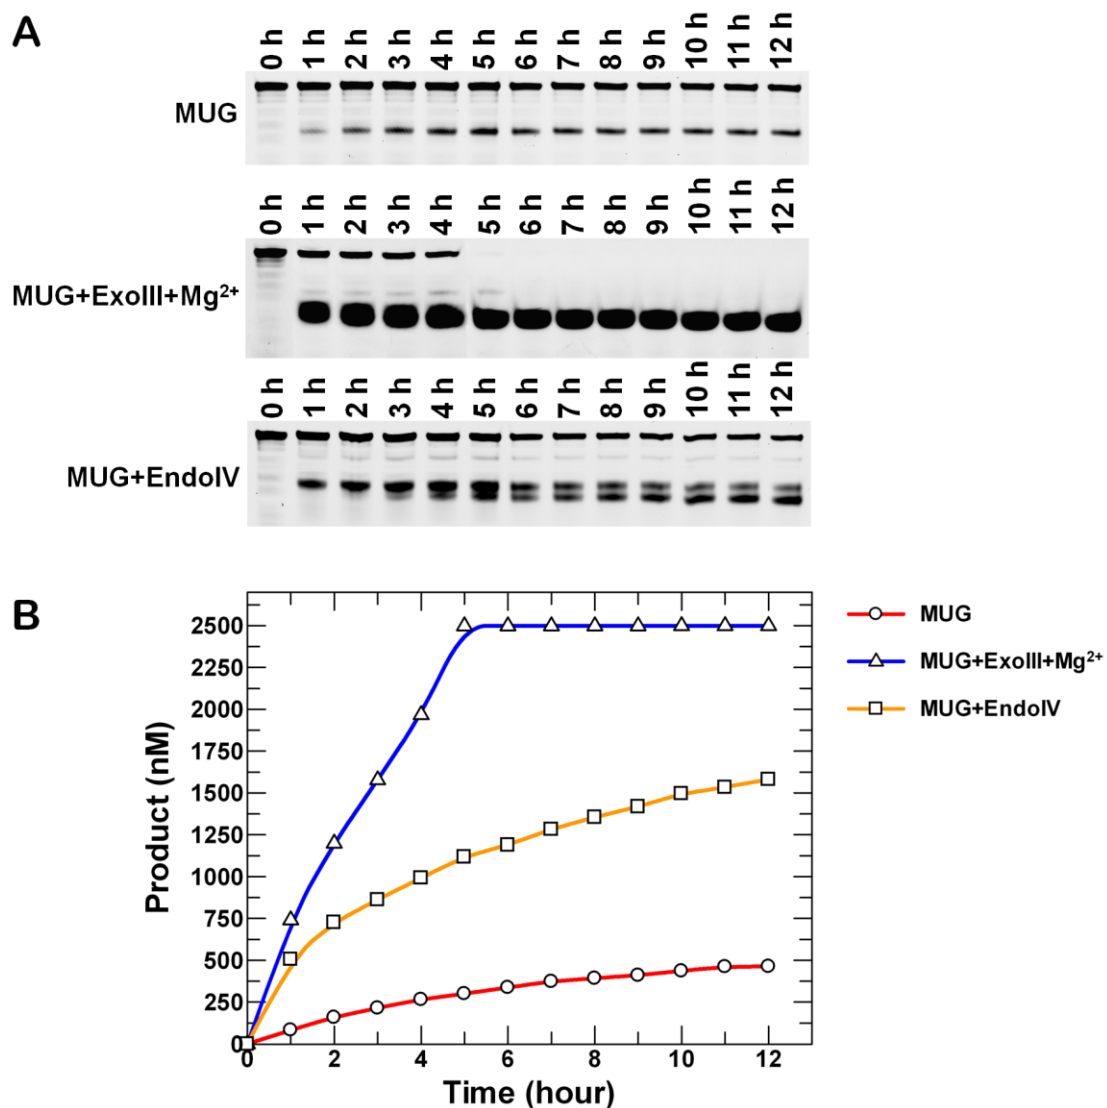 A
0 h 1 h 2 h 3 h 4 h 5 h 6 h 7 h 8 h 9 h 10 h 11 h 12 h
MUG
0 h 1 h 2 h 3 h 4 h 5 h 6 h 7 h 8 h 9 h 10 h 11 h 12 h
MUG+ExoIII+Mg²⁺
0 h 1 h 2 h 3 h 4 h 5 h 6 h 7 h 8 h 9 h 10 h 11 h 12 h
MUG+EndoIV
B
2500
2250
2000
1750
1500
1250
1000
750
500
250
0
Product (nM)
0 2 4 6 8 10 12
Time (hour)
MUG
MUG+ExoIII+Mg²⁺
MUG+EndoIV